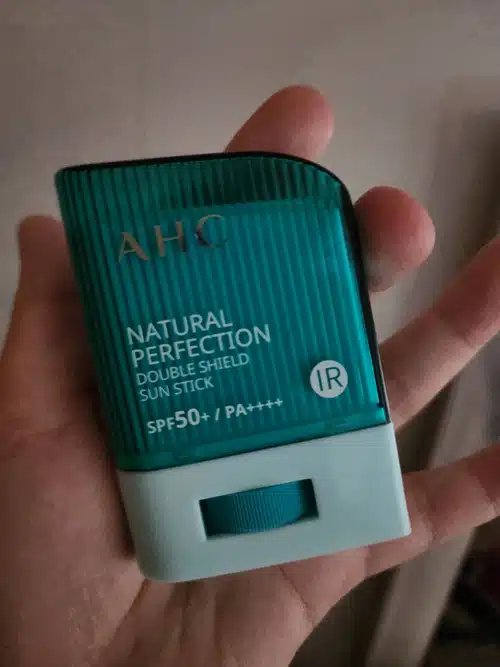 AHC
NATURAL
PERFECTION
DOUBLE SHIELD
SUN STICK
IR
SPF50+ / PA++++